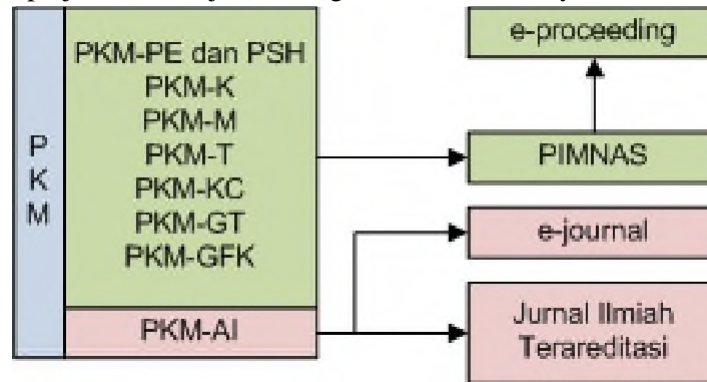 P
K
M
PKM-PE dan PSH
PKM-K
PKM-M
PKM-T
PKM-KC
PKM-GT
PKM-GFK
PKM-AI
e-proceeding
PIMNAS
e-journal
Jurnal Ilmiah
Terareditasi